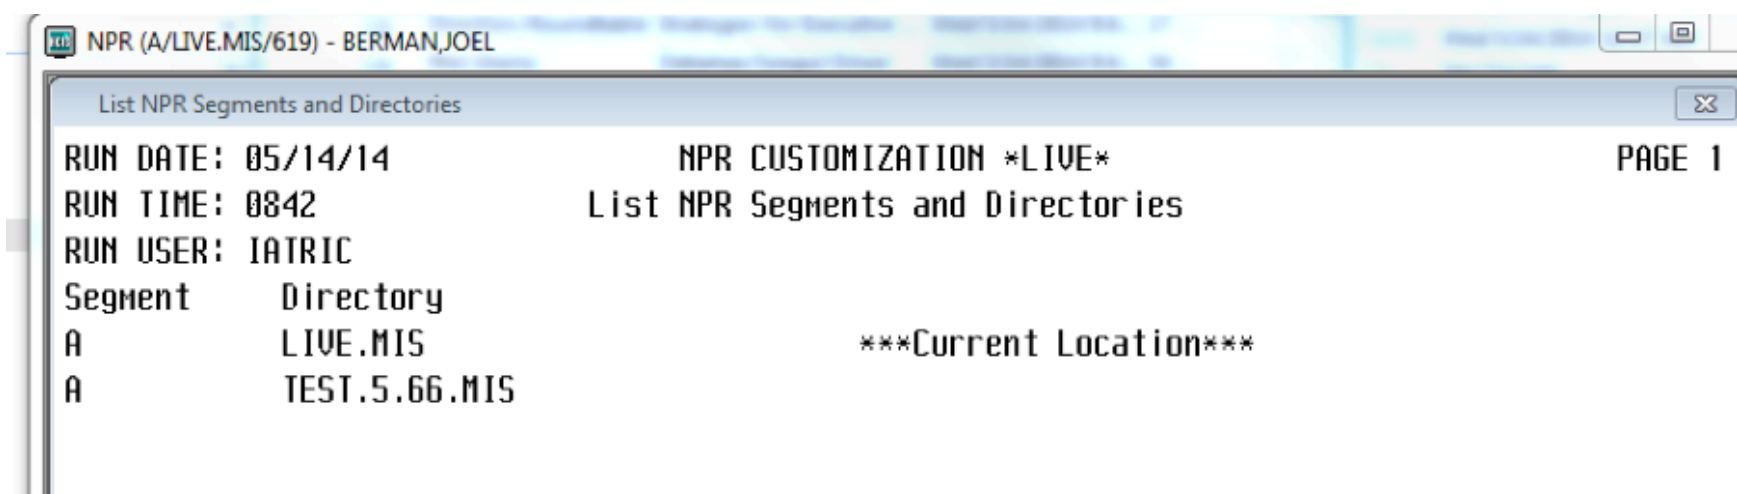 NPR (A/LIVE.MIS/619) - BERMAN,JOEL
List NPR Segments and Directories
RUN DATE: 05/14/14 NPR CUSTOMIZATION *LIVE* PAGE 1
RUN TIME: 0842 List NPR Segments and Directories
RUN USER: IATRIC
Segment Directory
A LIVE.MIS ***Current Location***
A TEST.5.66.MIS